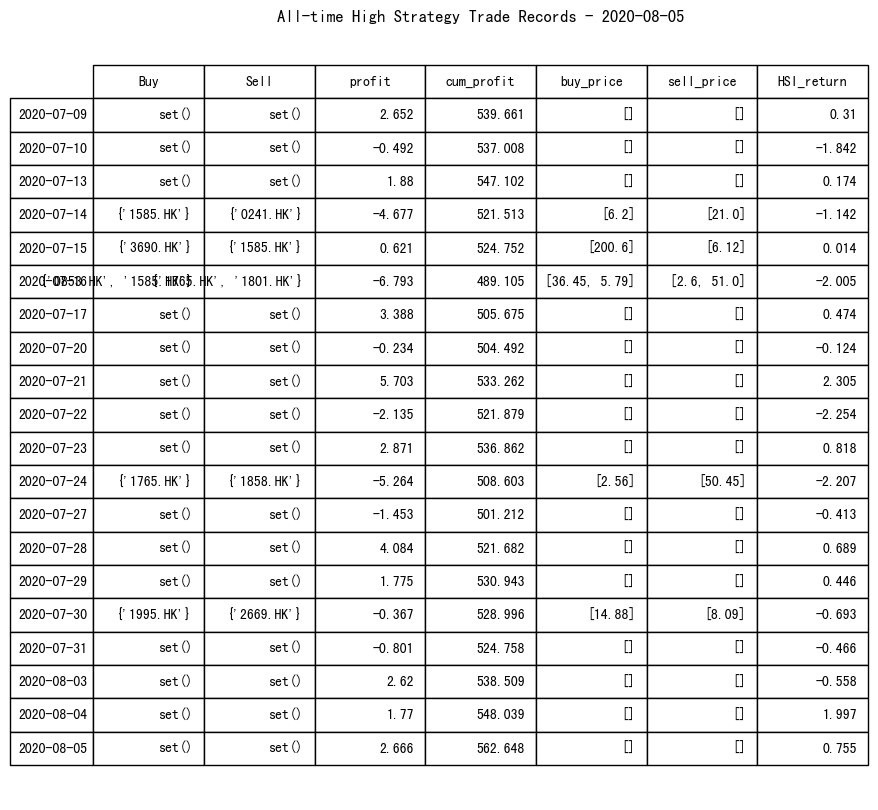 All-time High Strategy Trade Records - 2020-08-05
Buy Sell profit cum_profit buy_price sell_price HSI_return
2020-07-09 set() set() 2.652 539.661 [] [] 0.31
2020-07-10 set() set() -0.492 537.008 [] [] -1.842
2020-07-13 set() set() 1.88 547.102 [] [] 0.174
2020-07-14 {'1585.HK'} {'0241.HK'} -4.677 521.513 [6.2] [21.0] -1.142
2020-07-15 {'3690.HK'} {'1585.HK'} 0.621 524.752 [200.6] [6.12] 0.014
2020-07-16 {'0853.HK', '1585.HK'} {'1765.HK', '1801.HK'} -6.793 489.105 [36.45, 5.79] [2.6, 51.0] -2.005
2020-07-17 set() set() 3.388 505.675 [] [] 0.474
2020-07-20 set() set() -0.234 504.492 [] [] -0.124
2020-07-21 set() set() 5.703 533.262 [] [] 2.305
2020-07-22 set() set() -2.135 521.879 [] [] -2.254
2020-07-23 set() set() 2.871 536.862 [] [] 0.818
2020-07-24 {'1765.HK'} {'1858.HK'} -5.264 508.603 [2.56] [50.45] -2.207
2020-07-27 set() set() -1.453 501.212 [] [] -0.413
2020-07-28 set() set() 4.084 521.682 [] [] 0.689
2020-07-29 set() set() 1.775 530.943 [] [] 0.446
2020-07-30 {'1995.HK'} {'2669.HK'} -0.367 528.996 [14.88] [8.09] -0.693
2020-07-31 set() set() -0.801 524.758 [] [] -0.466
2020-08-03 set() set() 2.62 538.509 [] [] -0.558
2020-08-04 set() set() 1.77 548.039 [] [] 1.997
2020-08-05 set() set() 2.666 562.648 [] [] 0.755